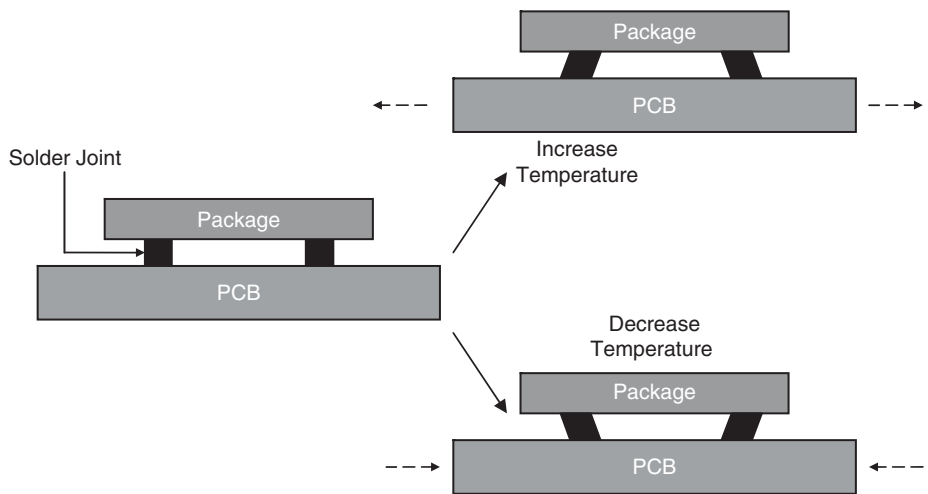 Package
PCB
Increase
Temperature
Solder Joint
Package
PCB
Decrease
Temperature
Package
PCB